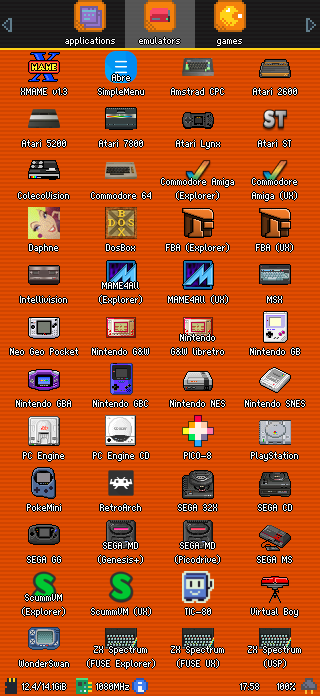 applications emulators games
XMAME v1.3
Abre
SimpleMenu
Amstrad CPC
Atari 2600
Atari 5200
Atari 7800
Atari Lynx
ST
Atari ST
ColecoVision
Commodore 64
Commodore Amiga
(Explorer)
Commodore
Amiga (UX)
Daphne
DosBox
FBA (Explorer)
FBA (UX)
Intellivision
MAME4All
(Explorer)
MAME4All (UX)
MSX
Neo Geo Pocket
Nintendo G&W
Nintendo
G&W libretro
Nintendo GB
Nintendo GBA
Nintendo GBC
Nintendo NES
Nintendo SNES
PC Engine
PC Engine CD
PICO-8
PlayStation
PokeMini
RetroArch
SEGA 32X
SEGA CD
SEGA GG
SEGA-MD
(Genesis+)
SEGA-MD
(Picodrive)
SEGA MS
ScummVM
(Explorer)
ScummVM (UX)
TIC-80
Virtual Boy
WonderSwan
ZX Spectrum
(FUSE Explorer)
ZX Spectrum
(FUSE UX)
ZX Spectrum
(USP)
12.4/14.1GiB 1080MHz 17:58 100%